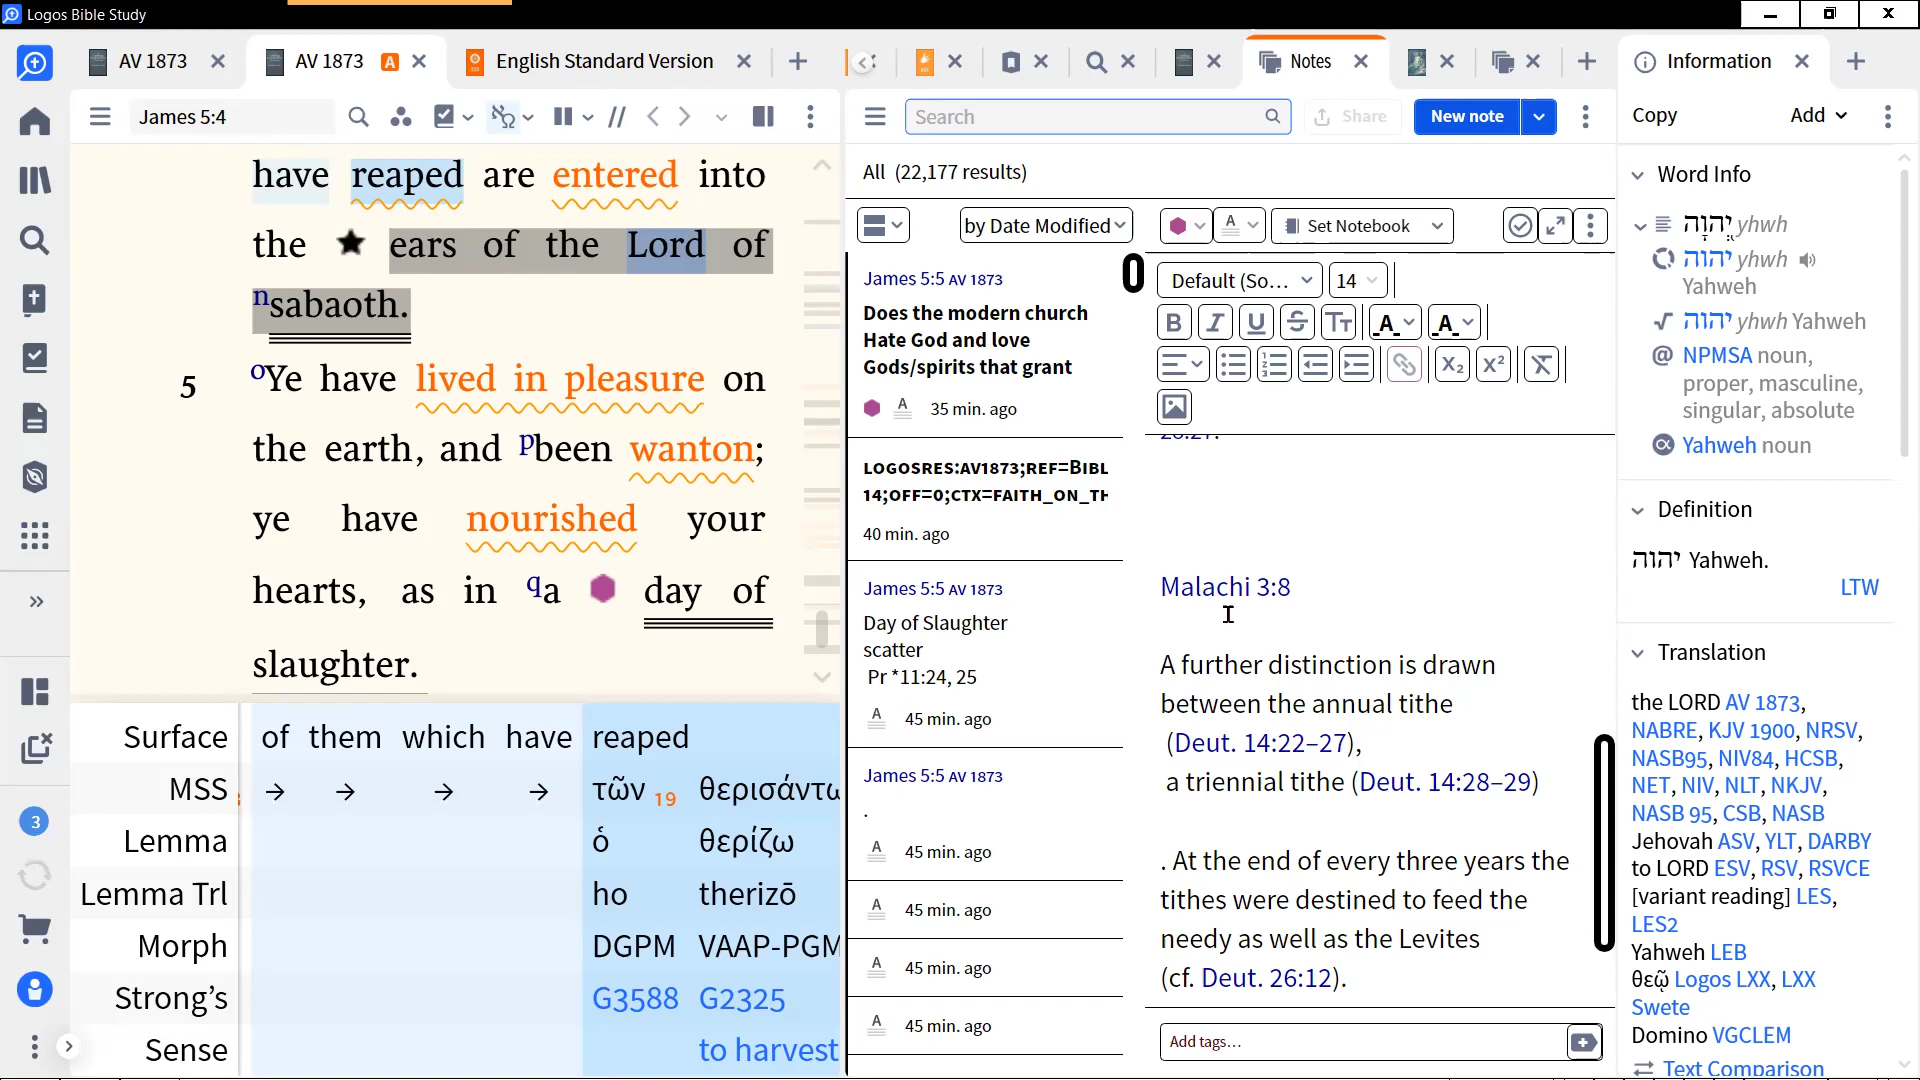 Logos Bible Study
AV 1873
AV 1873 A
English Standard Version
Notes
Information
James 5:4
Search
Share
New note
Copy
Add
have reaped are entered into
the ears of the Lord of
n sabaoth.
5 o Ye have lived in pleasure on
the earth, and p been wanton;
ye have nourished your
hearts, as in q a day of
slaughter.
Surface of them which have reaped
MSS → → → → τῶν 19
Lemma ὁ θερίζω
Lemma Trl ho therizō
Morph DGPM VAAP-PGM
Strong’s G3588 G2325
Sense to harvest
3
All (22,177 results)
by Date Modified
Set Notebook
James 5:5 AV 1873
Does the modern church
Hate God and love
Gods/spirits that grant
A 35 min. ago
LOGOSRES:AV1873;REF=BIBL
14;OFF=0;CTX=FAITH_ON_TH
40 min. ago
James 5:5 AV 1873
Day of Slaughter
scatter
Pr *11:24, 25
A 45 min. ago
James 5:5 AV 1873
.
A 45 min. ago
A 45 min. ago
A 45 min. ago
A 45 min. ago
Default (So… 14
B I U S TT A A
X₂ X²
Malachi 3:8
A further distinction is drawn
between the annual tithe
(Deut. 14:22–27),
a triennial tithe (Deut. 14:28–29)
. At the end of every three years the
tithes were destined to feed the
needy as well as the Levites
(cf. Deut. 26:12).
Add tags…
Word Info
yhwh
יהוה yhwh
Yahweh
יהוה yhwh Yahweh
@ NPMSA noun,
proper, masculine,
singular, absolute
Yahweh noun
Definition
יהוה Yahweh.
LTW
Translation
the LORD AV 1873,
NABRE, KJV 1900, NRSV,
NASB95, NIV84, HCSB,
NET, NIV, NLT, NKJV,
NASB 95, CSB, NASB
Jehovah ASV, YLT, DARBY
to LORD ESV, RSV, RSVCE
[variant reading] LES,
LES2
Yahweh LEB
θεῷ Logos LXX, LXX
Swete
Domino VGCLEM
Text Comparison